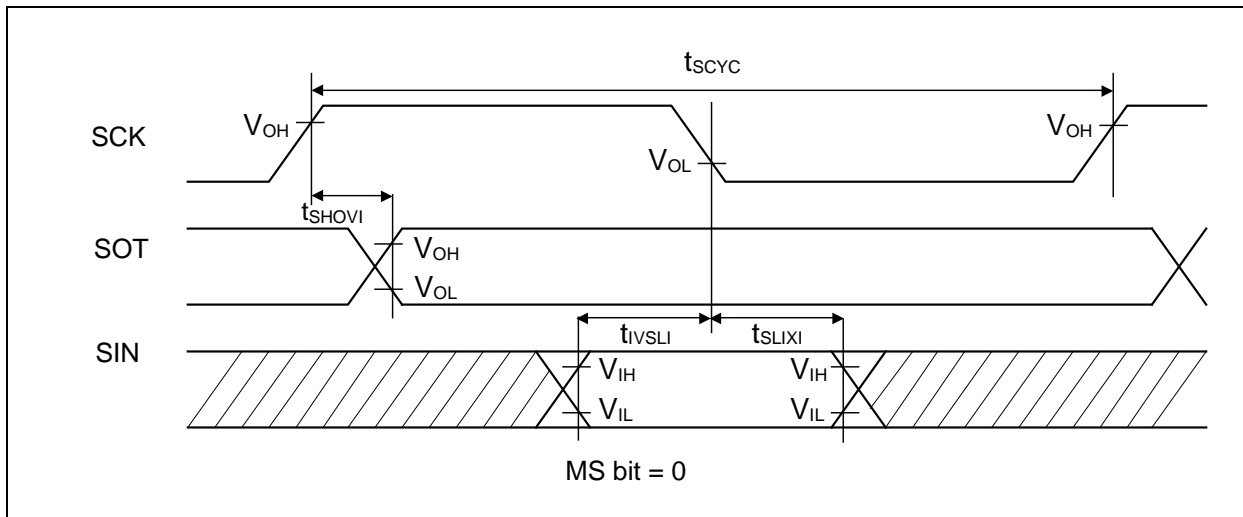 tSCYC
SCK
VOH
VOL
VOH
tSHOVI
SOT
VOH
VOL
tIVSLI
tSLIXI
SIN
VIH
VIH
VIL
VIL
MS bit = 0